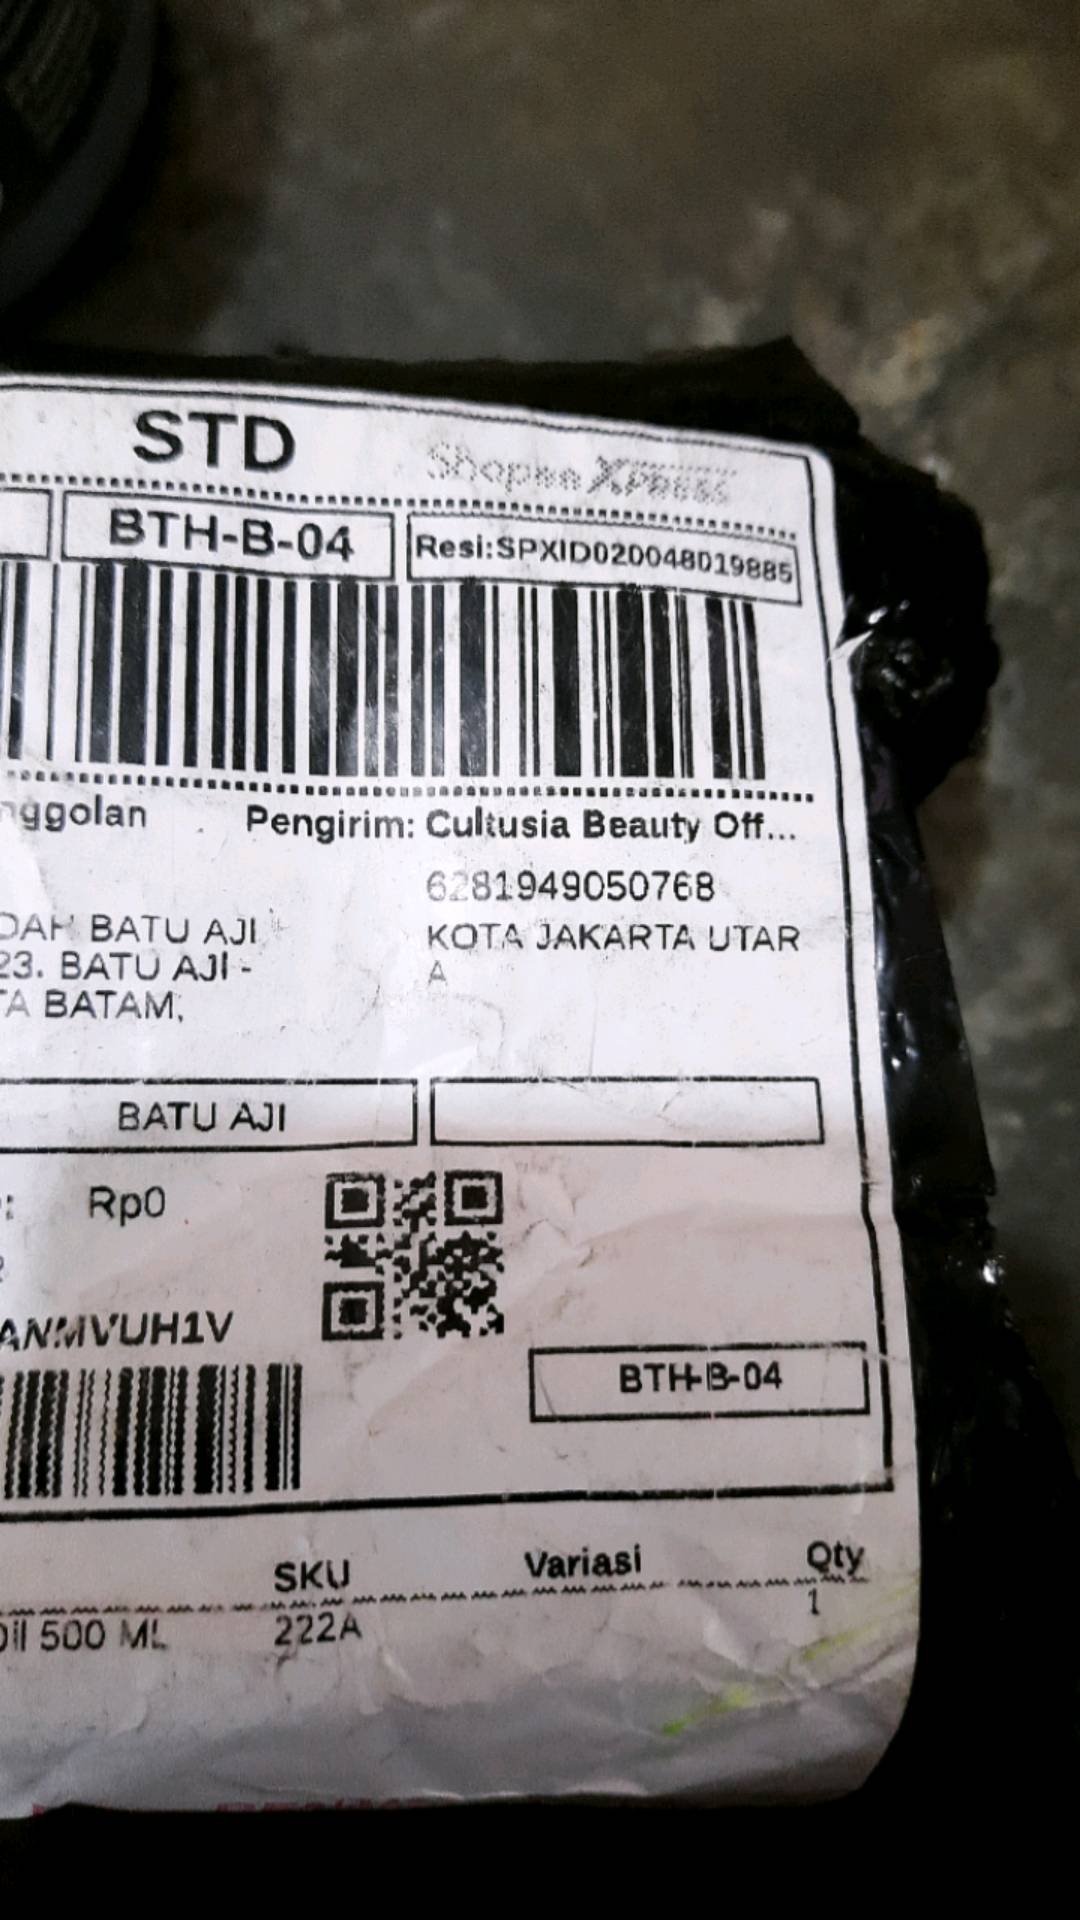 STD
Shopee Xpress
BTH-B-04
Resi:SPXID020048019885
nggolan
Pengirim: Cultusia Beauty Off...
6281949050768
DAH BATU AJI
KOTA JAKARTA UTAR
23. BATU AJI -
A
TA BATAM,
BATU AJI
: Rp0
ANMVUH1V
BTH-B-04
SKU Variasi Qty
Oil 500 ML 222A 1